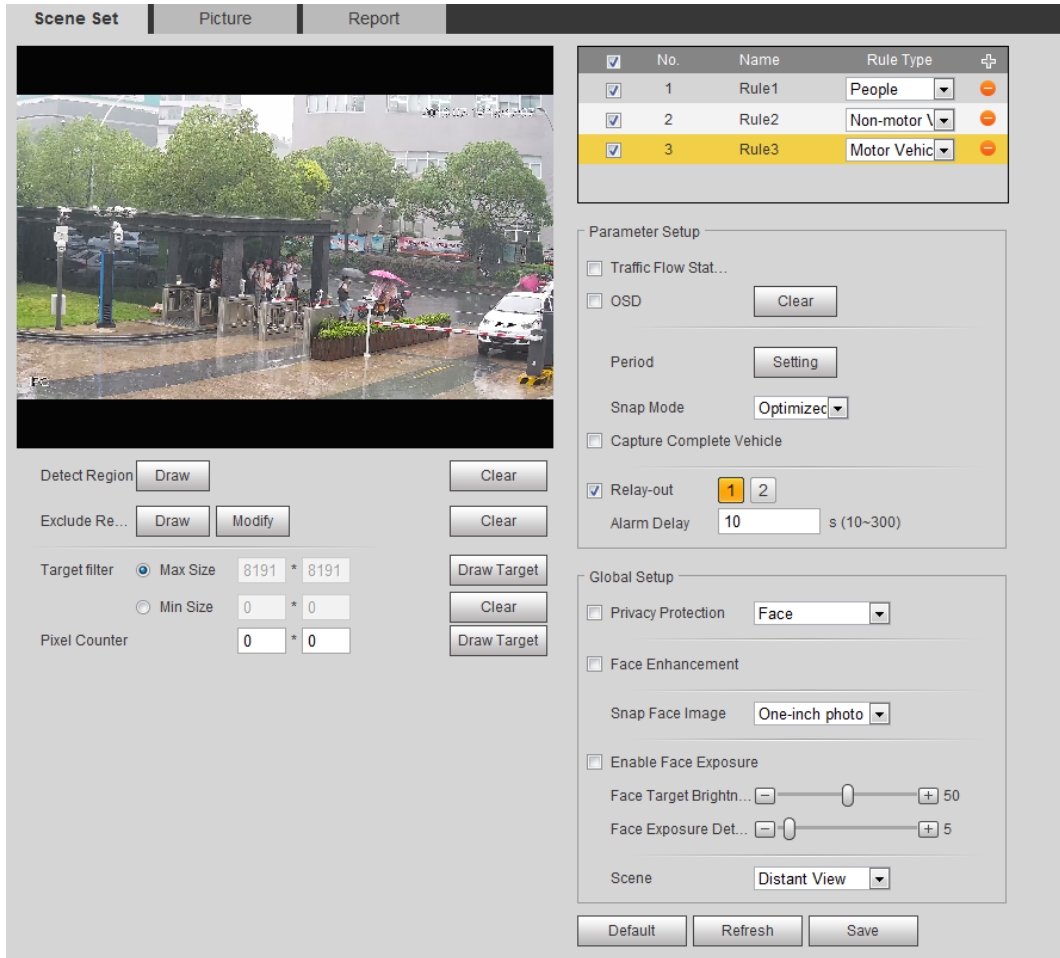 Scene Set Picture Report
No. Name Rule Type
1 Rule1 People
2 Rule2 Non-motor V
3 Rule3 Motor Vehic
Parameter Setup
Traffic Flow Stat...
OSD Clear
Period Setting
Snap Mode Optimized
Capture Complete Vehicle
Relay-out 1 2
Alarm Delay 10 s (10~300)
IPC
Detect Region Draw Clear
Exclude Re... Draw Modify Clear
Target filter Max Size 8191 * 8191 Draw Target
Min Size 0 * 0 Clear
Pixel Counter 0 * 0 Draw Target
Global Setup
Privacy Protection Face
Face Enhancement
Snap Face Image One-inch photo
Enable Face Exposure
Face Target Brightn... 50
Face Exposure Det... 5
Scene Distant View
Default Refresh Save